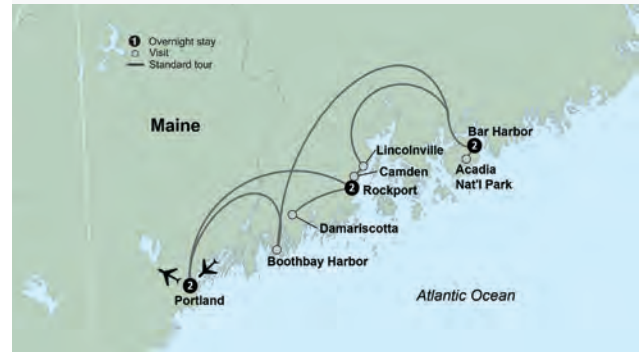 1 Overnight stay
Visit
Standard tour
Maine
Bar Harbor
2
Lincolnville
Acadia
Nat'l Park
Camden
2
Rockport
Damariscotta
Boothbay Harbor
2
Portland
Atlantic Ocean